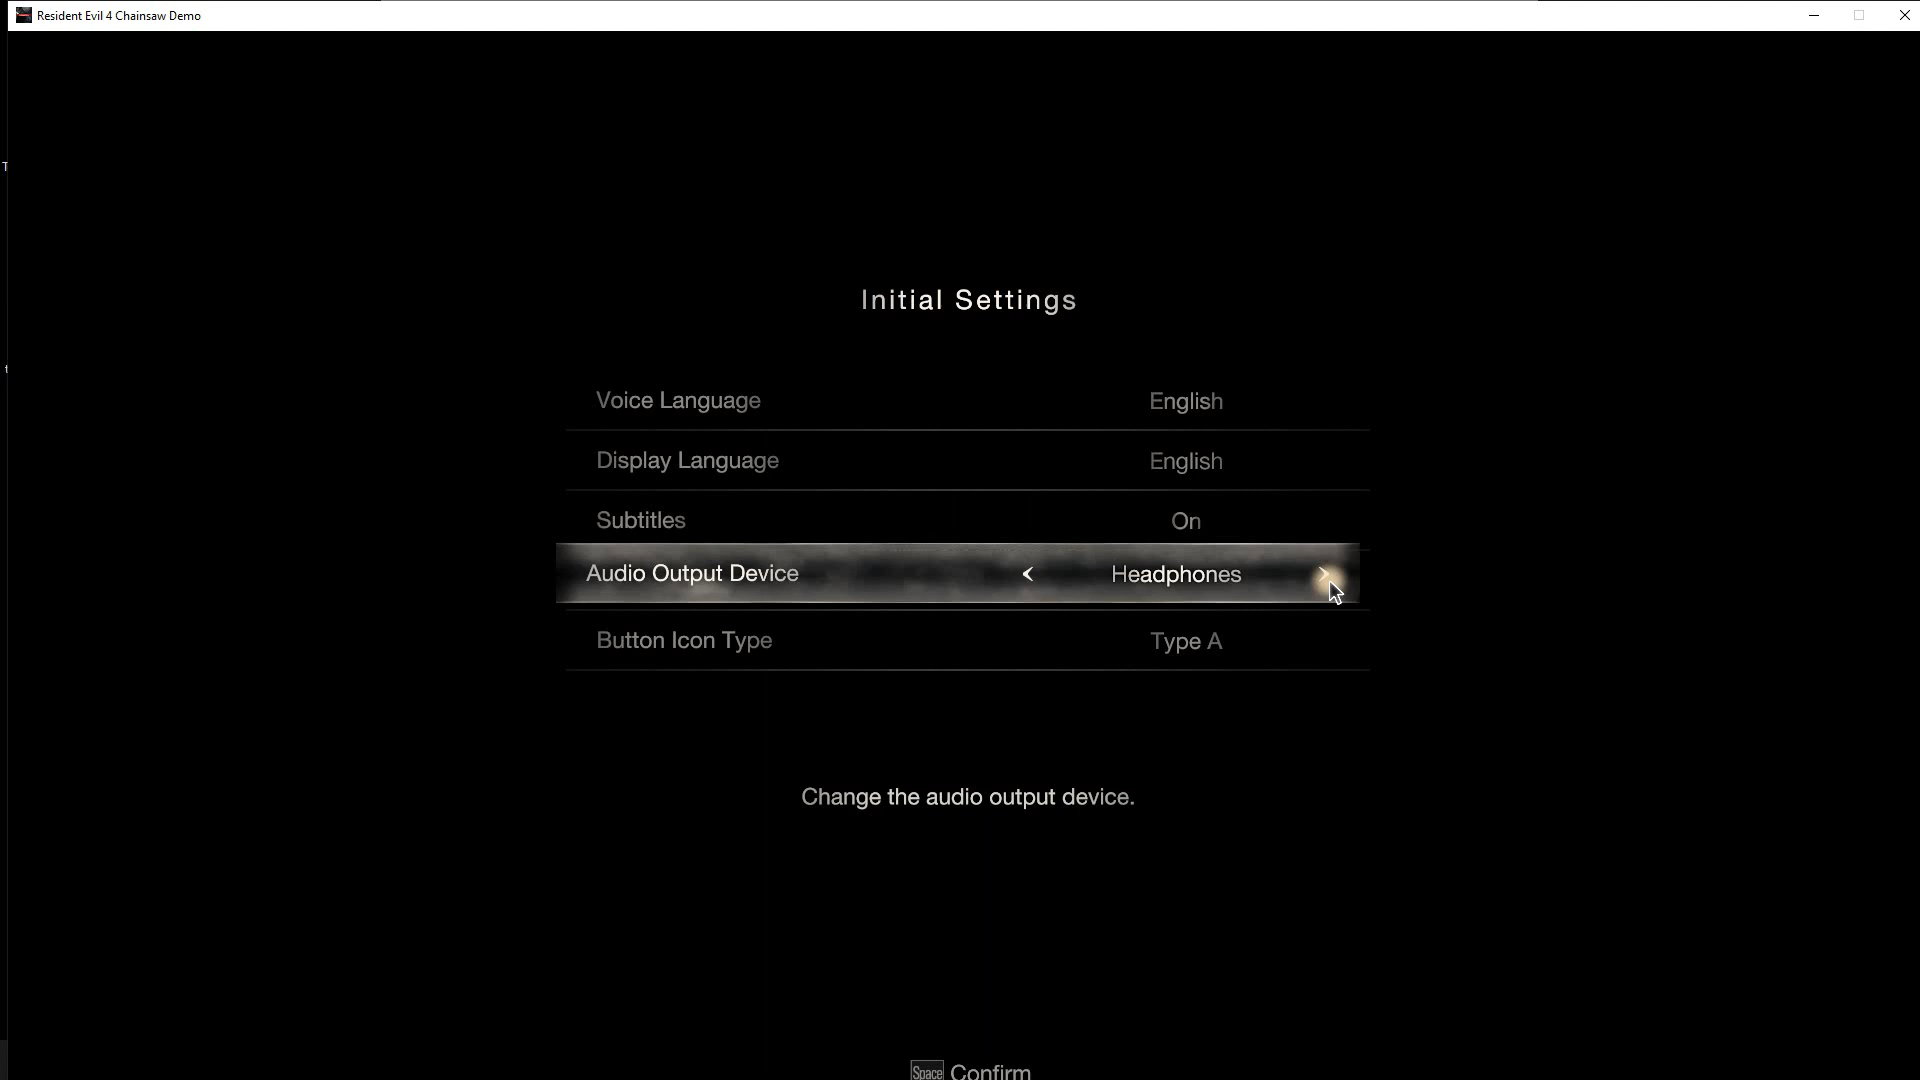 Resident Evil 4 Chainsaw Demo
T
t
Initial Settings
Voice Language English
Display Language English
Subtitles On
Audio Output Device < Headphones >
Button Icon Type Type A
Change the audio output device.
Space Confirm